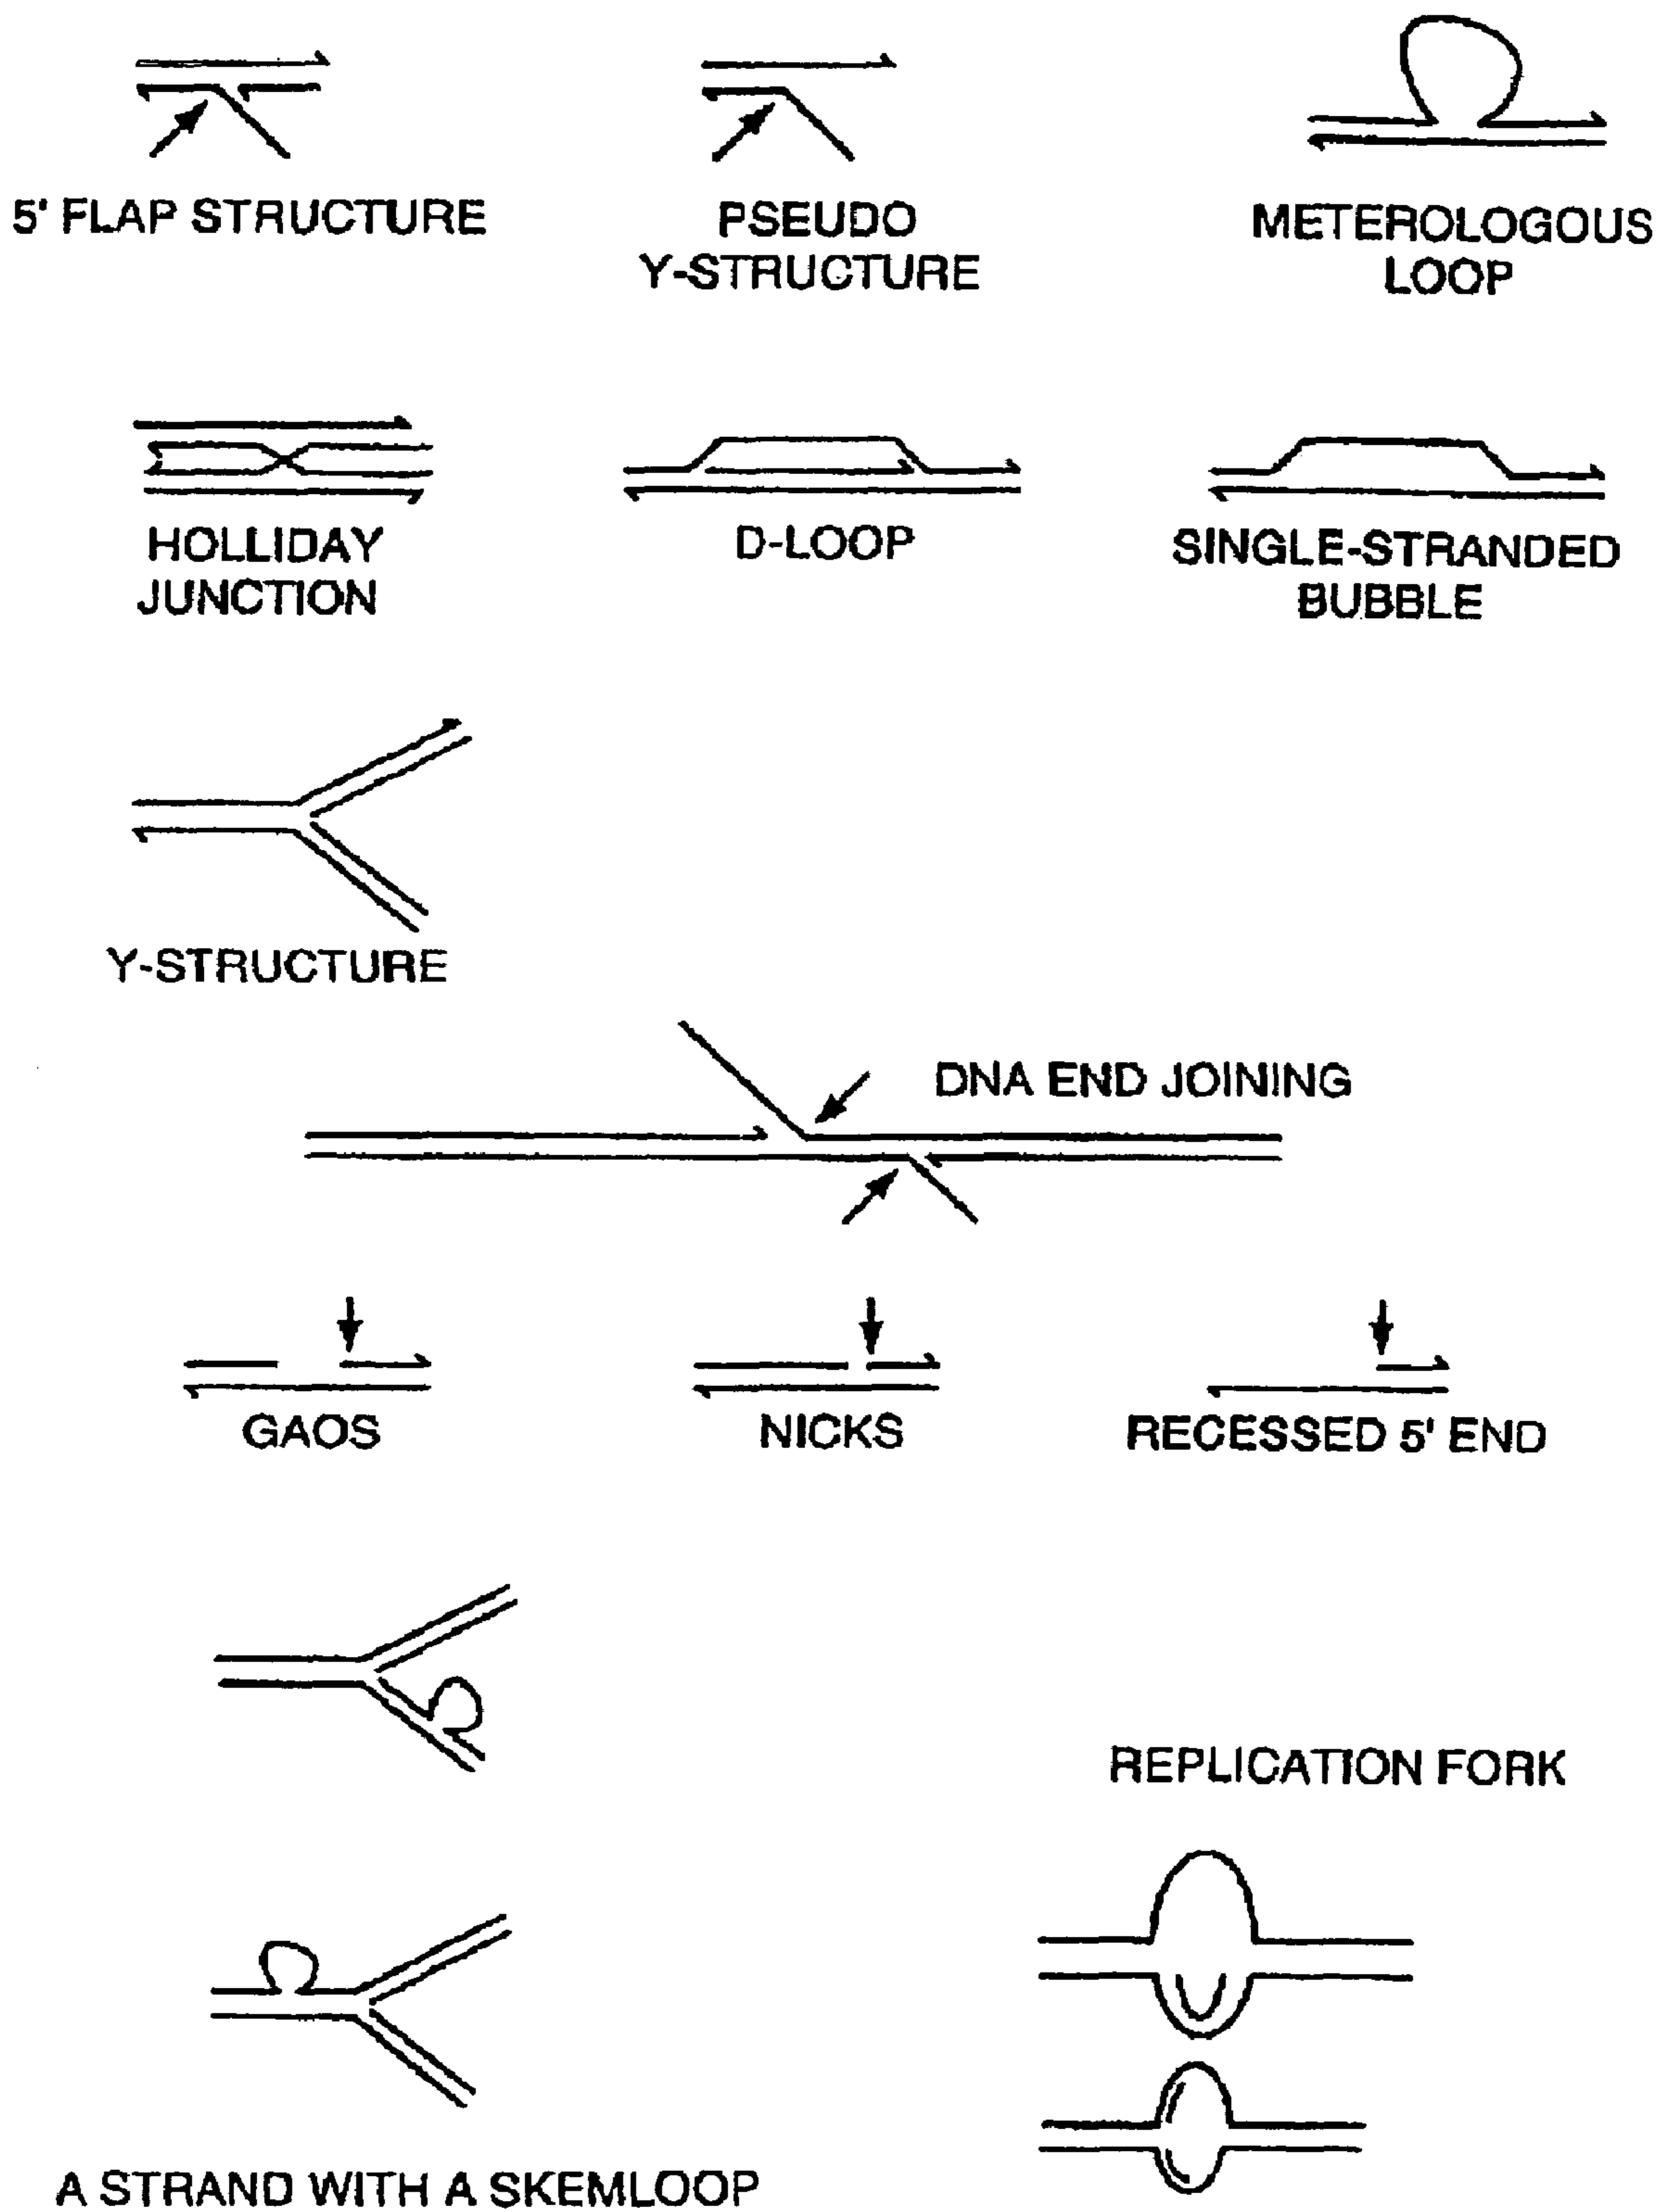 5' FLAP STRUCTURE
PSEUDO
Y-STRUCTURE
METEROLOGOUS
LOOP
HOLLIDAY
JUNCTION
D-LOOP
SINGLE-STRANDED
BUBBLE
Y-STRUCTURE
DNA END JOINING
GAOS
NICKS
RECESSED 5' END
REPLICATION FORK
A STRAND WITH A SKEMLOOP